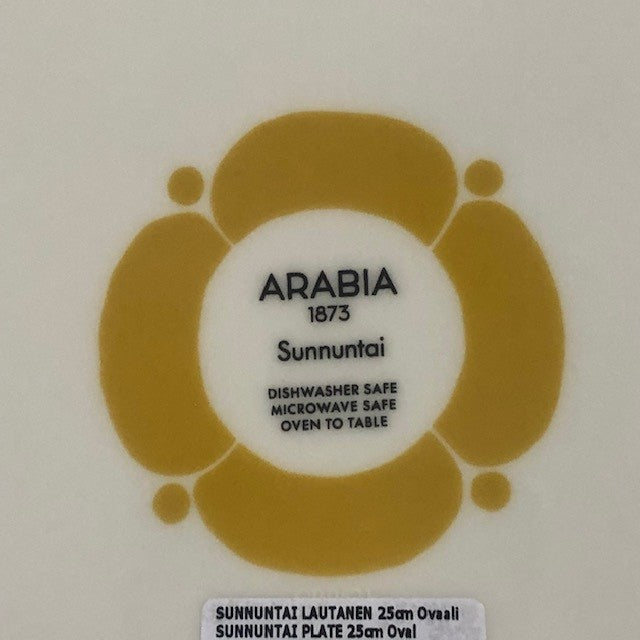 ARABIA
1873
Sunnuntai
DISHWASHER SAFE
MICROWAVE SAFE
OVEN TO TABLE
SUNNUNTAI LAUTANEN 25cm Ovaali
SUNNUNTAI PLATE 25cm Oval